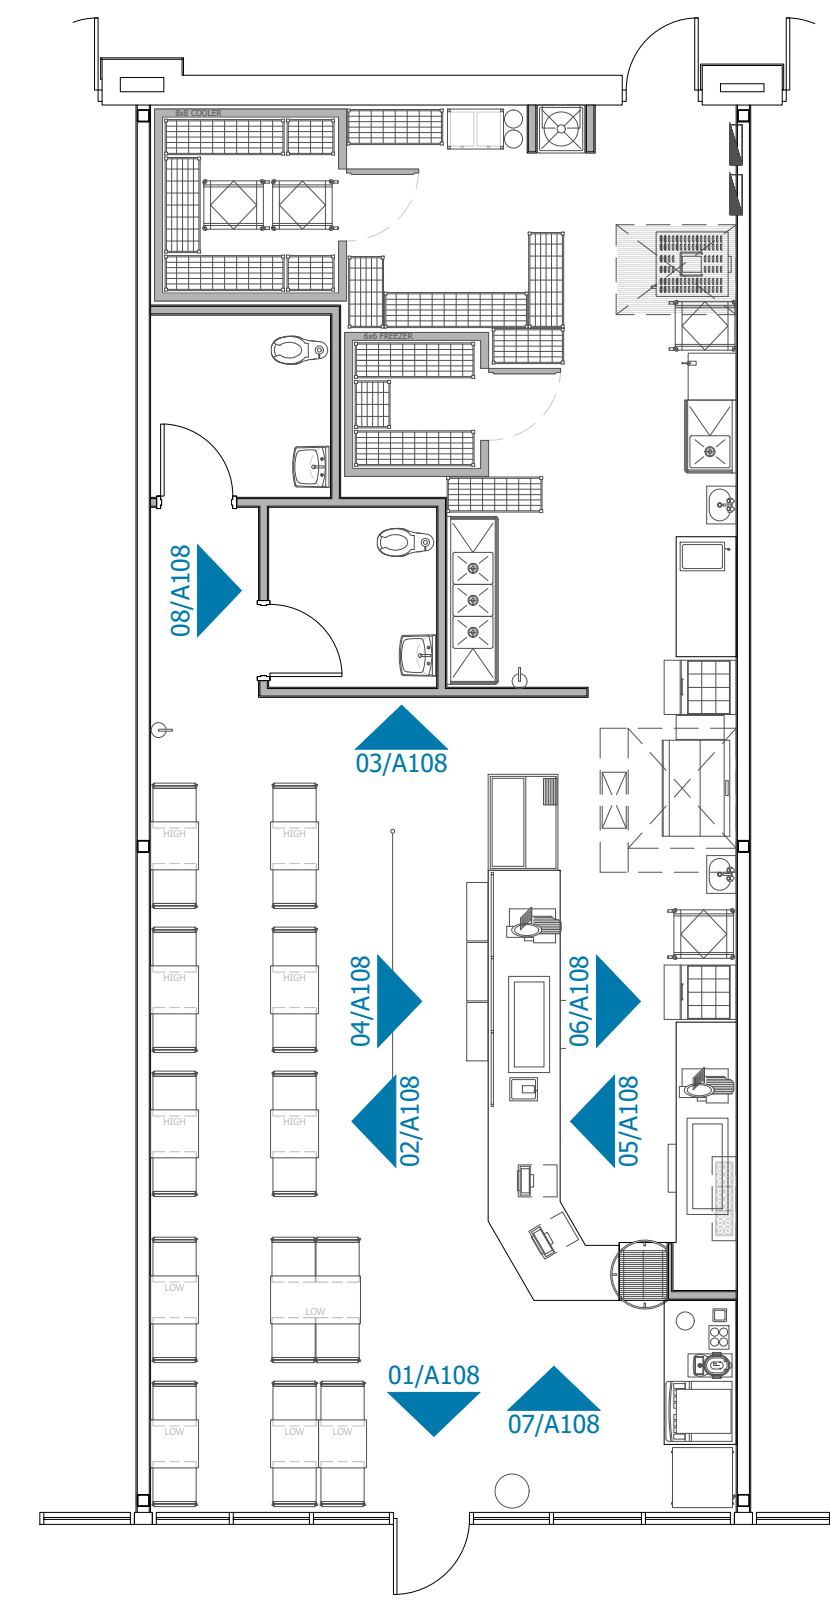 8x8 COOLER
6x6 FREEZER
08/A108
03/A108
HIGH
HIGH
HIGH
HIGH
04/A108
06/A108
02/A108
05/A108
HIGH
HIGH
LOW
LOW
01/A108
07/A108
LOW
LOW
LOW